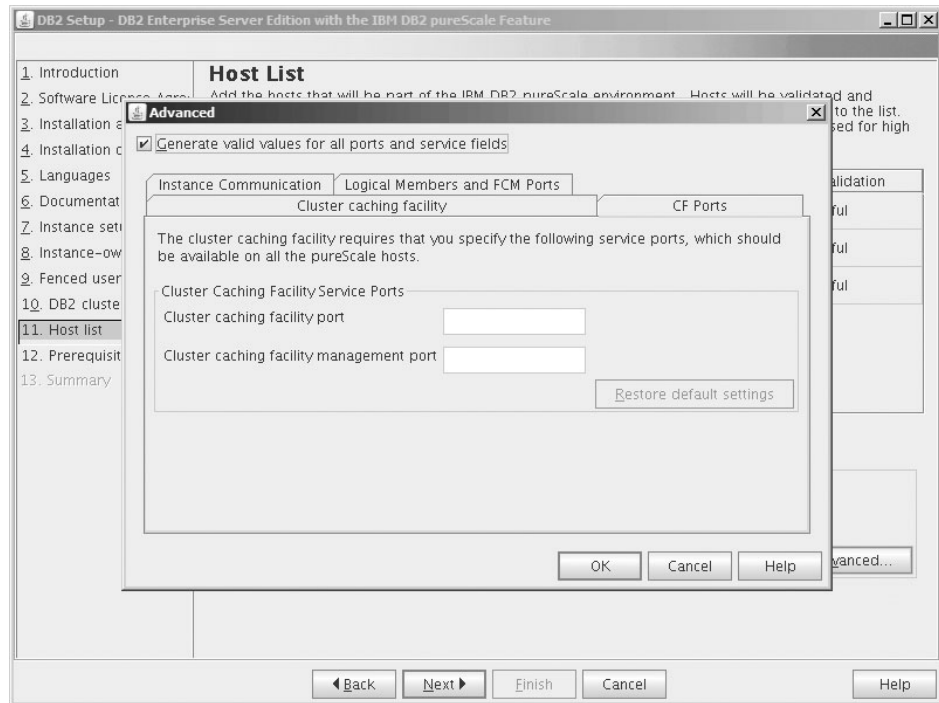 DB2 Setup - DB2 Enterprise Server Edition with the IBM DB2 pureScale Feature
1. Introduction
2. Software Licence Agre
3. Installation a
4. Installation c
5. Languages
6. Documentat
7. Instance setu
8. Instance-ow
9. Fenced user
10. DB2 cluste
11. Host list
12. Prerequisit
13. Summary
Host List
Add the hosts that will be part of the IBM DB2 pureScale environment. Hosts will be validated and
to the list.
sed for high
alidation
ful
ful
ful
vanced...
Advanced
Generate valid values for all ports and service fields
Instance Communication
Logical Members and FCM Ports
Cluster caching facility
CF Ports
The cluster caching facility requires that you specify the following service ports, which should
be available on all the pureScale hosts.
Cluster Caching Facility Service Ports
Cluster caching facility port
Cluster caching facility management port
Restore default settings
OK
Cancel
Help
Back
Next
Finish
Cancel
Help